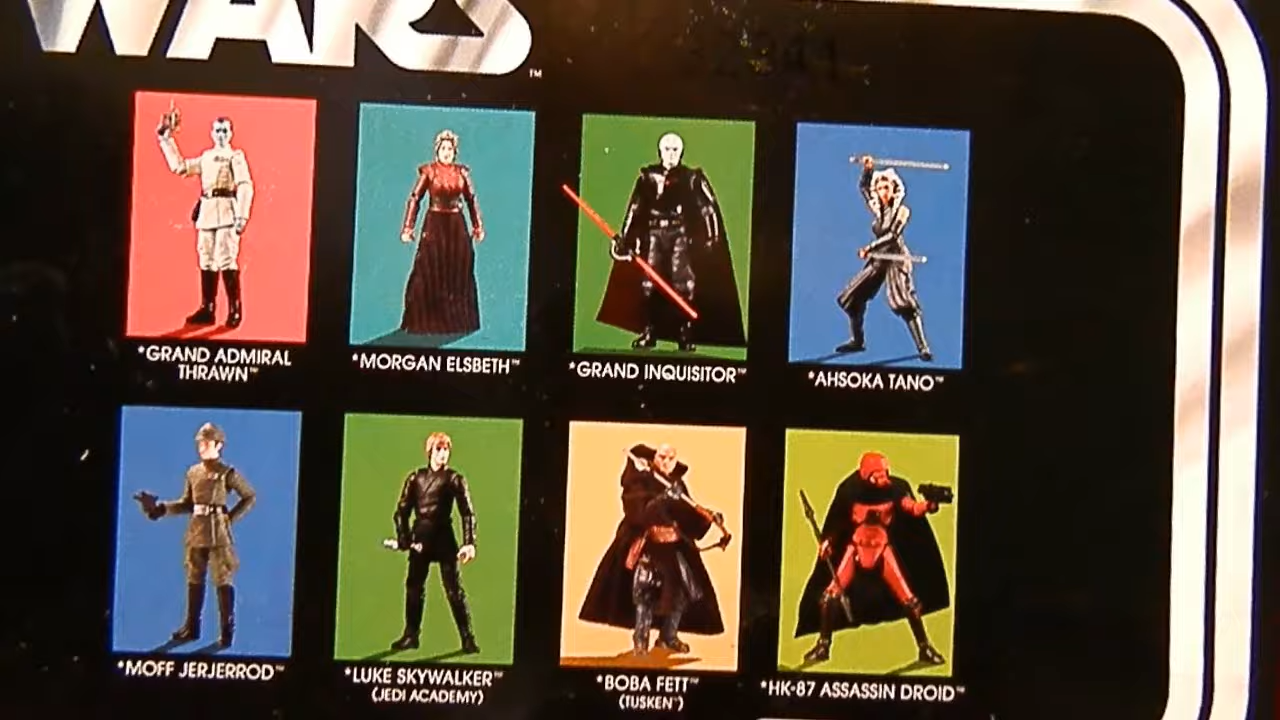 WARS™
*GRAND ADMIRAL
THRAWN™
*MORGAN ELSBETH™
*GRAND INQUISITOR™
*AHSOKA TANO™
*MOFF JERJERROD™
*LUKE SKYWALKER™
(JEDI ACADEMY)
*BOBA FETT™
(TUSKEN™)
*HK-87 ASSASSIN DROID™